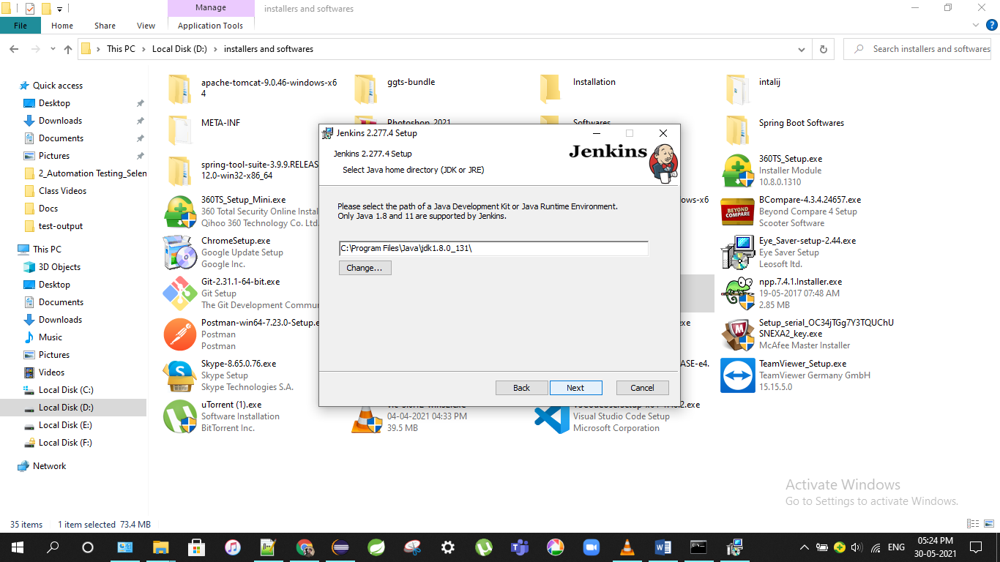 Manage
installers and softwares
File
Home
Share
View
Application Tools
This PC
Local Disk (D:)
installers and softwares
Search installers and softwares
Quick access
Desktop
Downloads
Documents
Pictures
2_Automation Testing_Selen
Class Videos
Docs
test-output
This PC
3D Objects
Desktop
Documents
Downloads
Music
Pictures
Videos
Local Disk (C:)
Local Disk (D:)
Local Disk (E:)
Local Disk (F:)
Network
apache-tomcat-9.0.46-windows-x6
4
ggts-bundle
Installation
intalij
META-INF
Photoshop 2021
Softwares
Spring Boot Softwares
spring-tool-suite-3.9.9.RELEAS
12.0-win32-x86_64
360TS_Setup.exe
Installer Module
10.8.0.1310
360TS_Setup_Mini.exe
360 Total Security Online Instal
Qihoo 360 Technology Co. Ltd.
ows-x6
BCompare-4.3.4.24657.exe
Beyond Compare 4 Setup
Scooter Software
BEYOND
COMPARE
ChromeSetup.exe
Google Update Setup
Google Inc.
Eye_Saver-setup-2.44.exe
Eye Saver Setup
Leosoft ltd.
Git-2.31.1-64-bit.exe
Git Setup
The Git Development Commu
npp.7.4.1.Installer.exe
19-05-2017 07:48 AM
2.85 MB
Postman-win64-7.23.0-Setup.e
Postman
Postman
exe
Setup_serial_OC34jTGg7Y3TQUChU
SNEXA2_key.exe
McAfee Master Installer
Skype-8.65.0.76.exe
Skype Setup
Skype Technologies S.A.
ASE-e4.
TeamViewer_Setup.exe
TeamViewer Germany GmbH
15.15.5.0
uTorrent (1).exe
Software Installation
BitTorrent Inc.
04-04-2021 04:33 PM
39.5 MB
Visual Studio Code Setup
Microsoft Corporation
Jenkins 2.277.4 Setup
Jenkins 2.277.4 Setup
Select Java home directory (JDK or JRE)
Jenkins
Please select the path of a Java Development Kit or Java Runtime Environment.
Only Java 1.8 and 11 are supported by Jenkins.
C:\Program Files\Java\jdk1.8.0_131\
Change...
Back
Next
Cancel
Activate Windows
Go to Settings to activate Windows.
35 items
1 item selected 73.4 MB
ENG
05:24 PM
30-05-2021